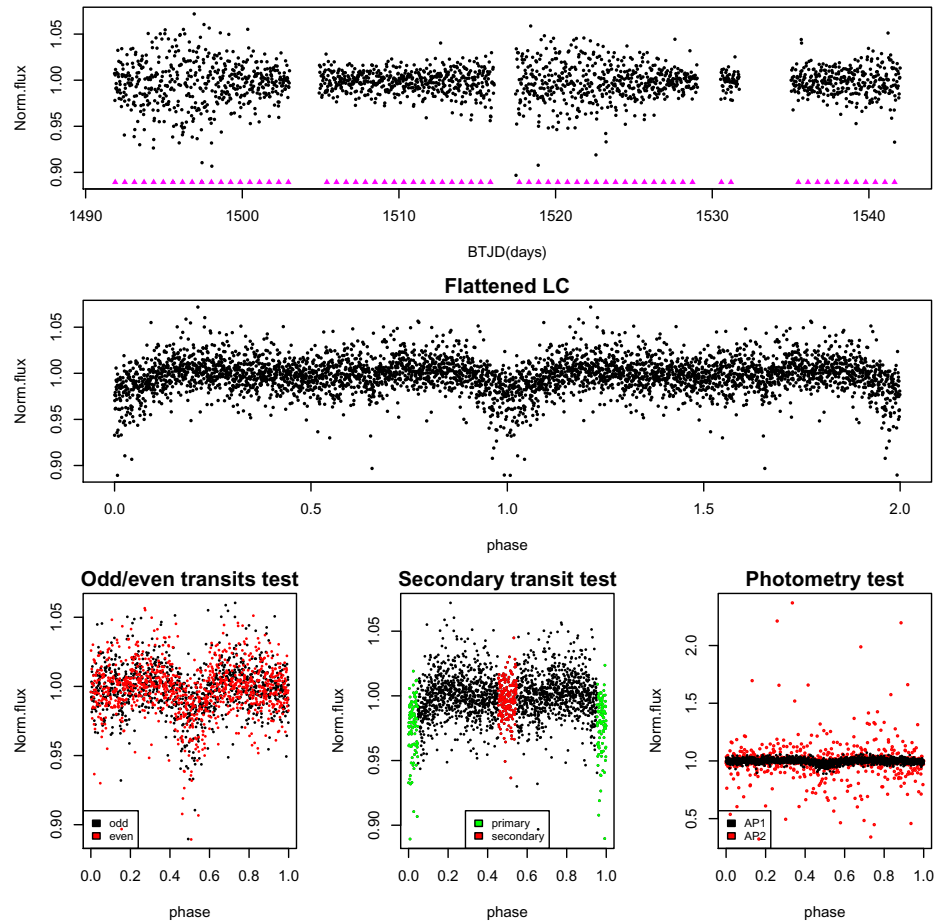 Norm.flux
0.90 0.95 1.00 1.05
1490 1500 1510 1520 1530 1540
BTJD(days)
Flattened LC
Norm.flux
0.90 0.95 1.00 1.05
0.0 0.5 1.0 1.5 2.0
phase
Odd/even transits test
Norm.flux
0.90 0.95 1.00 1.05
odd
even
0.0 0.2 0.4 0.6 0.8 1.0
phase
Secondary transit test
Norm.flux
0.90 0.95 1.00 1.05
primary
secondary
0.0 0.2 0.4 0.6 0.8 1.0
phase
Photometry test
Norm.flux
0.5 1.0 1.5 2.0
AP1
AP2
0.0 0.2 0.4 0.6 0.8 1.0
phase